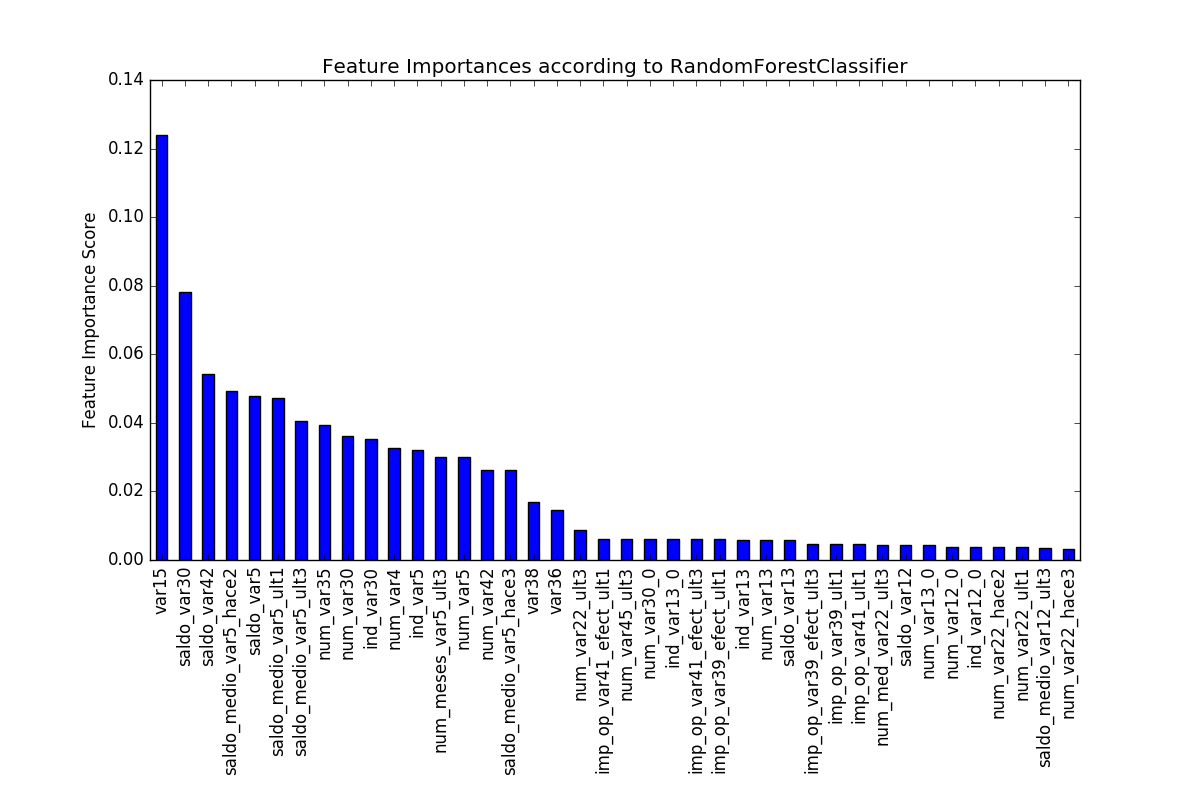 Feature Importances according to RandomForestClassifier
Feature Importance Score
0.14
0.12
0.10
0.08
0.06
0.04
0.02
0.00
var15
saldo_var30
saldo_var42
saldo_medio_var5_hace2
saldo_var5
saldo_medio_var5_ult1
saldo_medio_var5_ult3
num_var35
num_var30
ind_var30
num_var4
ind_var5
num_meses_var5_ult3
num_var5
num_var42
saldo_medio_var5_hace3
var38
var36
num_var22_ult3
imp_op_var41_efect_ult1
num_var45_ult3
num_var30_0
ind_var13_0
imp_op_var41_efect_ult3
imp_op_var39_efect_ult1
ind_var13
num_var13
saldo_var13
imp_op_var39_efect_ult3
imp_op_var39_ult1
imp_op_var41_ult1
num_med_var22_ult3
saldo_var12
num_var13_0
num_var12_0
ind_var12_0
num_var22_hace2
num_var22_ult1
saldo_medio_var12_ult3
num_var22_hace3